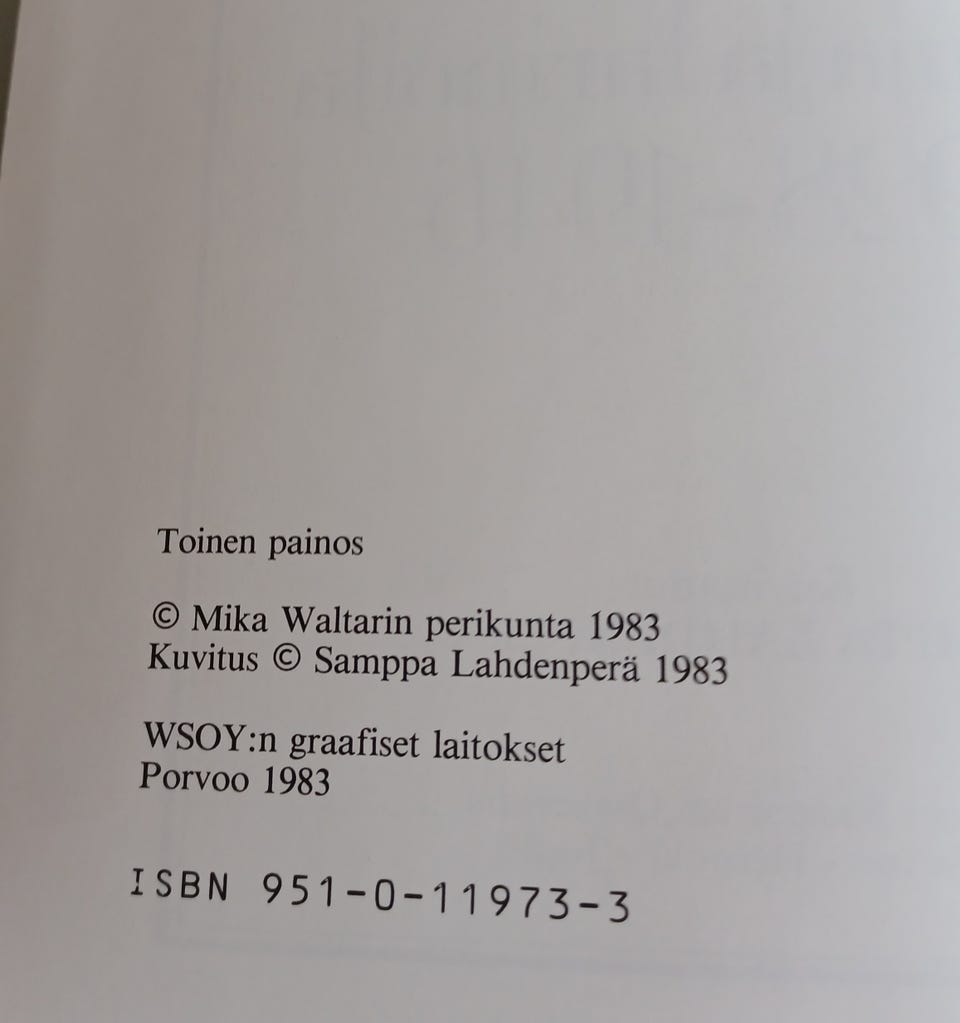 Toinen painos
© Mika Waltarin perikunta 1983
Kuvitus © Samppa Lahdenperä 1983
WSOY:n graafiset laitokset
Porvoo 1983
ISBN 951-0-11973-3